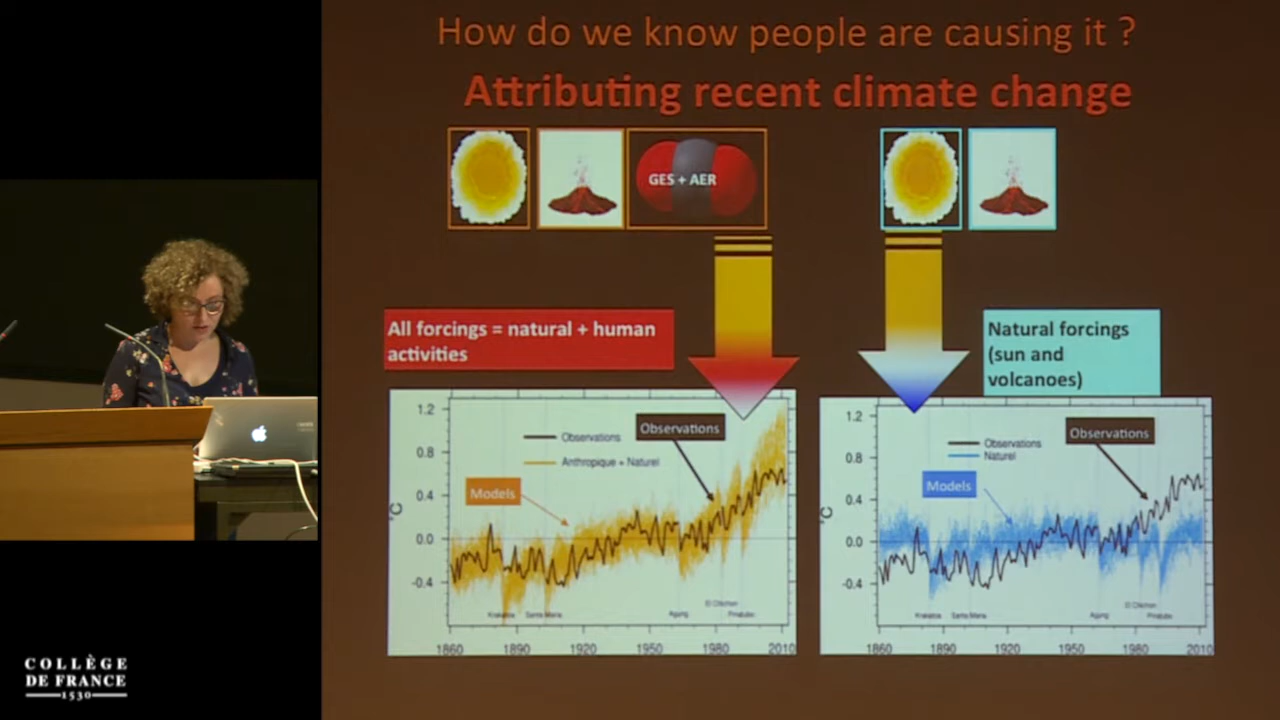 How do we know people are causing it ?
Attributing recent climate change
GES + AER
All forcings = natural + human
activities
Natural forcings
(sun and
volcanoes)
1.2
0.8
0.4
0.0
-0.4
°C
Observations
Anthropique + Naturel
Observations
Models
Krakatoa
Santa Maria
Agung
El Chichon
Pinatubo
1860
1890
1920
1950
1980
2010
1.2
0.8
0.4
0.0
-0.4
°C
Observations
Naturel
Observations
Models
Krakatoa
Santa Maria
Agung
El Chichon
Pinatubo
1860
1890
1920
1950
1980
2010
COLLÈGE
DE FRANCE
1530